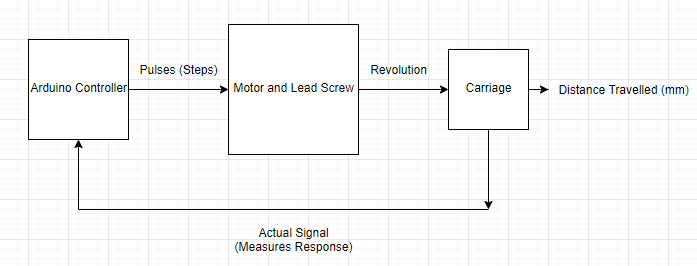 Pulses (Steps)
Revolution
Arduino Controller
Motor and Lead Screw
Carriage
Distance Travelled (mm)
Actual Signal
(Measures Response)